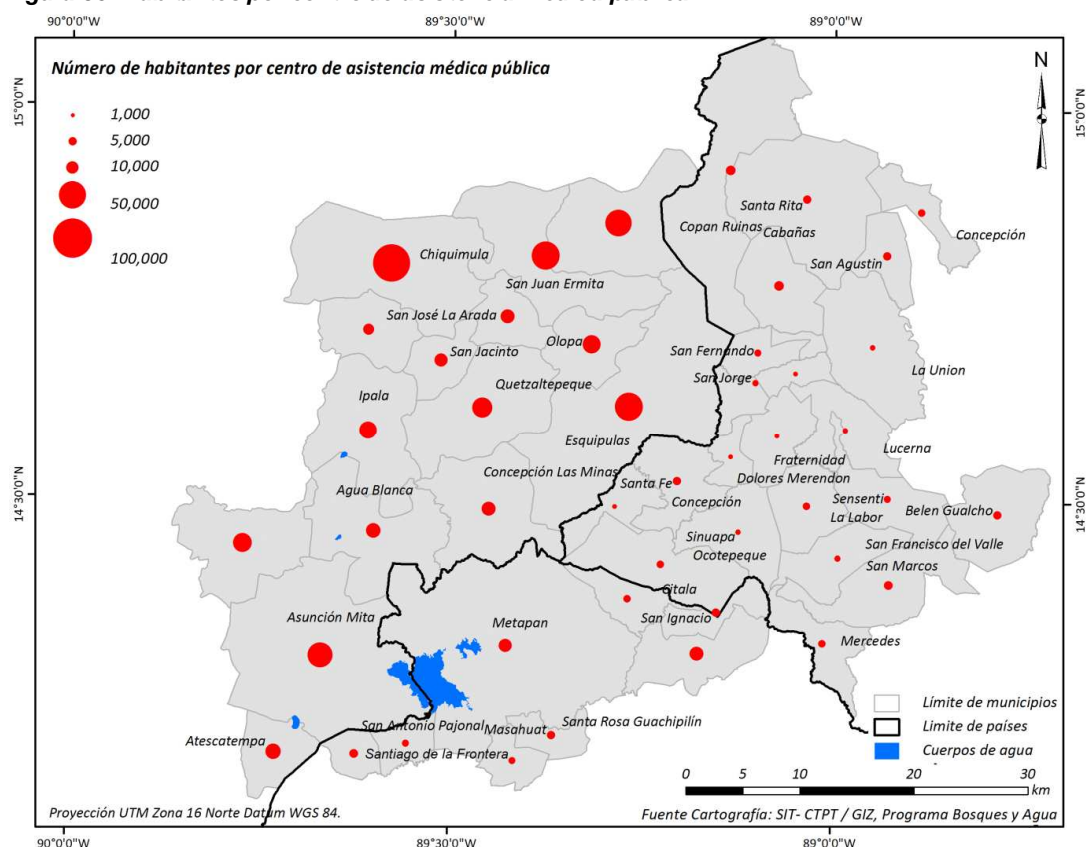 90°0'0"W 89°30'0"W 89°0'0"W
Número de habitantes por centro de asistencia médica pública
N
1,000
5,000
10,000
50,000
100,000
15°0'0"N
15°0'0"N
Santa Rita
Copan Ruinas
Cabañas
Concepción
Chiquimula
San Agustin
San Juan Ermita
San José La Arada
Olopa
San Jacinto
San Fernando
San Jorge
La Union
Quetzaltepeque
Ipala
Esquipulas
Lucerna
Fraternidad
Concepción Las Minas
Santa Fe
Dolores Merendon
Agua Blanca
14°30'0"N
14°30'0"N
Concepción
Sensenti
La Labor
Belen Gualcho
Sinuapa
Ocotepeque
San Francisco del Valle
San Marcos
Citala
Asunción Mita
Metapan
San Ignacio
Mercedes
Límite de municipios
Limite de países
Cuerpos de agua
San Antonio Pajonal
Masahuat
Santa Rosa Guachipilín
Atescatempa
Santiago de la Frontera
0 5 10 20 30
km
Proyección UTM Zona 16 Norte Datum WGS 84.
Fuente Cartografía: SIT- CTPT / GIZ, Programa Bosques y Agua
90°0'0"W 89°30'0"W 89°0'0"W